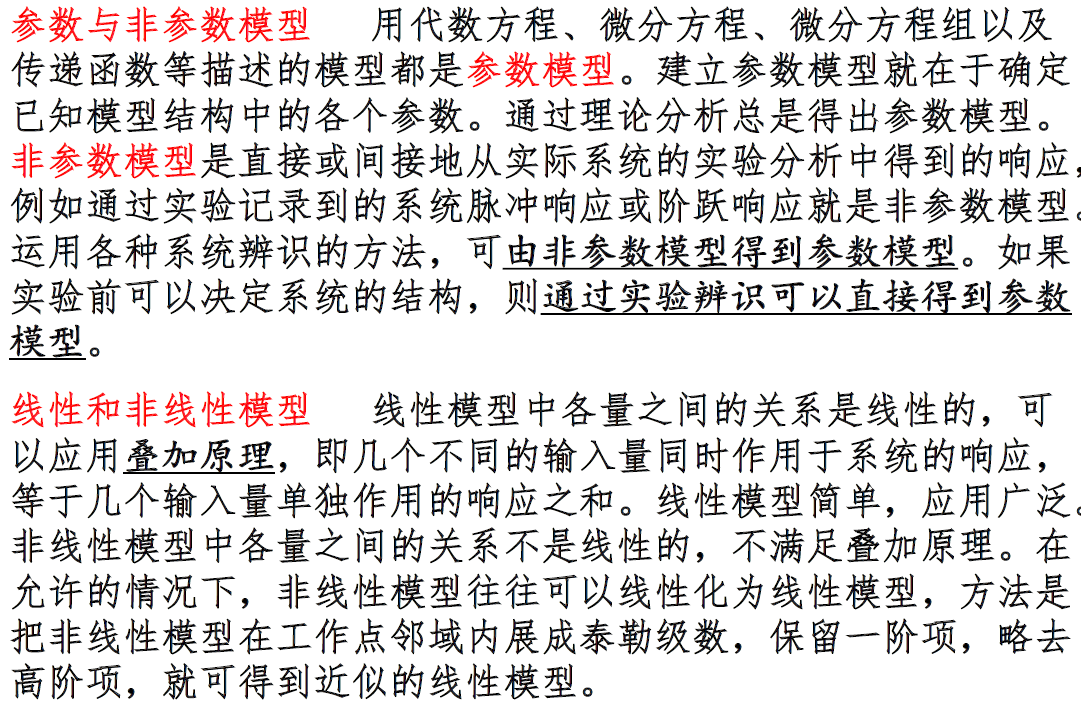 参数与非参数模型 用代数方程、微分方程、微分方程组以及
传递函数等描述的模型都是参数模型。建立参数模型就在于确定
已知模型结构中的各个参数。通过理论分析总是得出参数模型。
非参数模型是直接或间接地从实际系统的实验分析中得到的响应，
例如通过实验记录到的系统脉冲响应或阶跃响应就是非参数模型。
运用各种系统辨识的方法，可由非参数模型得到参数模型。如果
实验前可以决定系统的结构，则通过实验辨识可以直接得到参数
模型。
线性和非线性模型 线性模型中各量之间的关系是线性的，可
以应用叠加原理，即几个不同的输入量同时作用于系统的响应，
等于几个输入量单独作用的响应之和。线性模型简单，应用广泛。
非线性模型中各量之间的关系不是线性的，不满足叠加原理。在
允许的情况下，非线性模型往往可以线性化为线性模型，方法是
把非线性模型在工作点邻域内展成泰勒级数，保留一阶项，略去
高阶项，就可得到近似的线性模型。